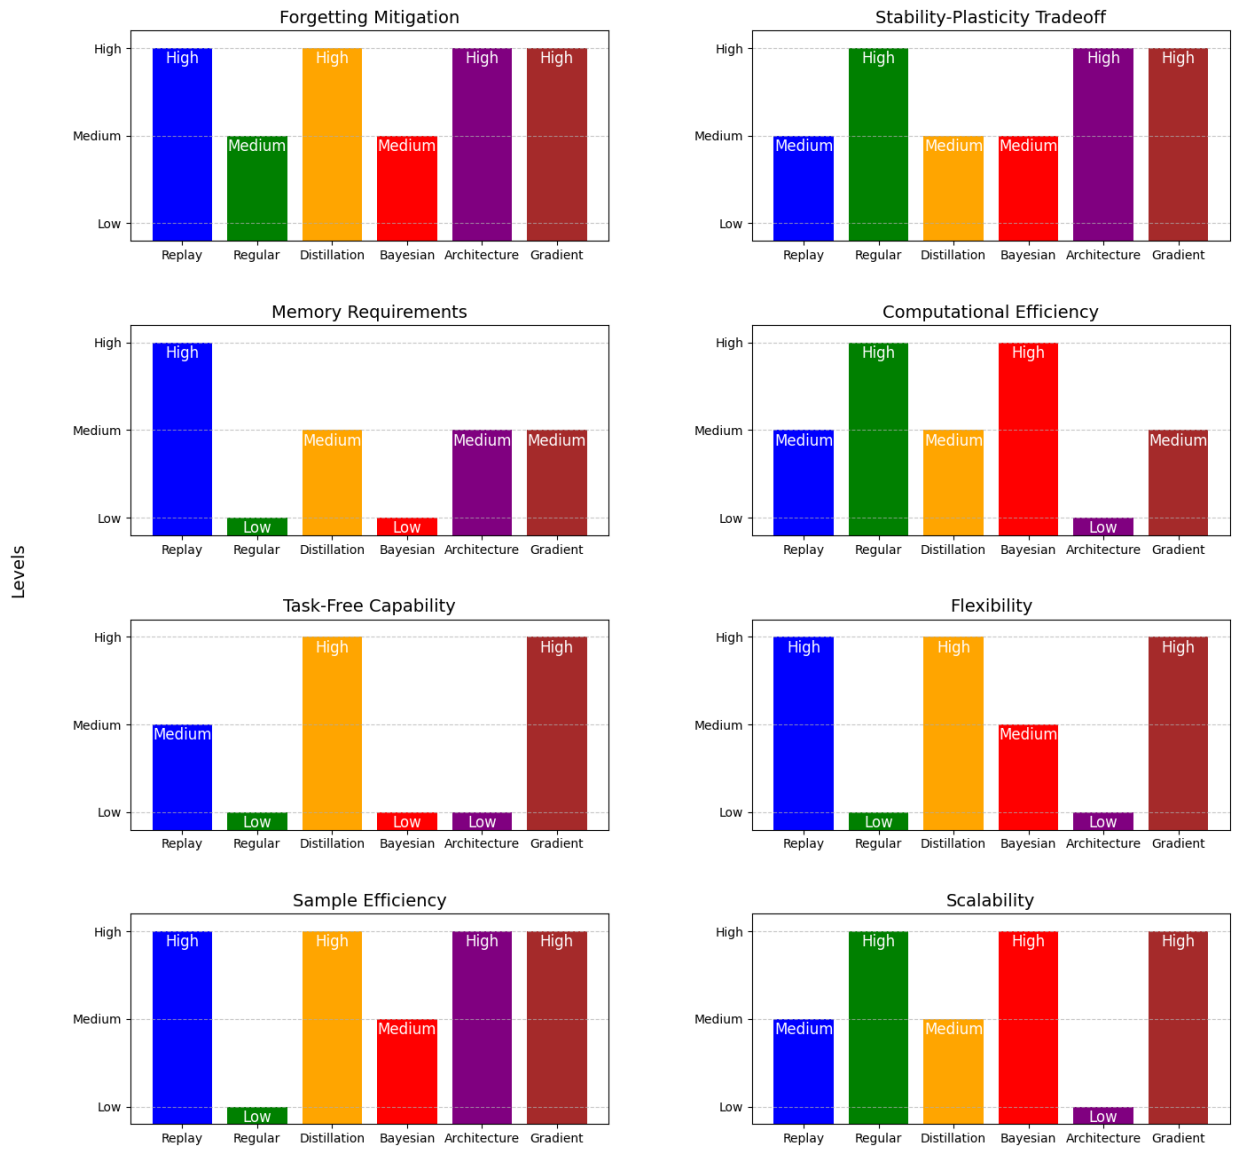 Forgetting Mitigation
High
Medium
Low
High
Medium
High
Medium
High
High
Replay Regular Distillation Bayesian Architecture Gradient
Stability-Plasticity Tradeoff
High
Medium
Low
Medium
High
Medium
Medium
High
High
Replay Regular Distillation Bayesian Architecture Gradient
Memory Requirements
High
Medium
Low
High
Low
Medium
Low
Medium
Medium
Replay Regular Distillation Bayesian Architecture Gradient
Computational Efficiency
High
Medium
Low
Medium
High
Medium
High
Low
Medium
Replay Regular Distillation Bayesian Architecture Gradient
Levels
Task-Free Capability
High
Medium
Low
Medium
Low
High
Low
Low
High
Replay Regular Distillation Bayesian Architecture Gradient
Flexibility
High
Medium
Low
High
Low
High
Medium
Low
High
Replay Regular Distillation Bayesian Architecture Gradient
Sample Efficiency
High
Medium
Low
High
Low
High
Medium
High
High
Replay Regular Distillation Bayesian Architecture Gradient
Scalability
High
Medium
Low
Medium
High
Medium
High
Low
High
Replay Regular Distillation Bayesian Architecture Gradient